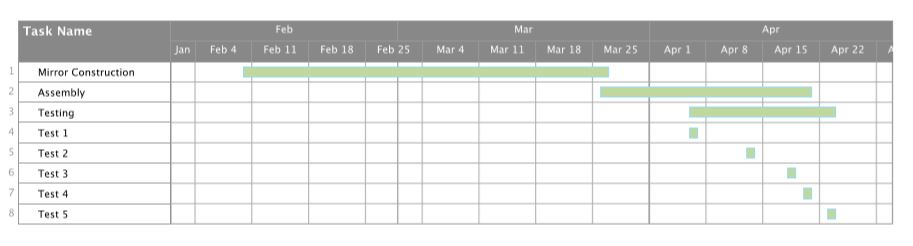 Task Name
Feb Mar Apr
Jan Feb 4 Feb 11 Feb 18 Feb 25 Mar 4 Mar 11 Mar 18 Mar 25 Apr 1 Apr 8 Apr 15 Apr 22 A
1 Mirror Construction
2 Assembly
3 Testing
4 Test 1
5 Test 2
6 Test 3
7 Test 4
8 Test 5